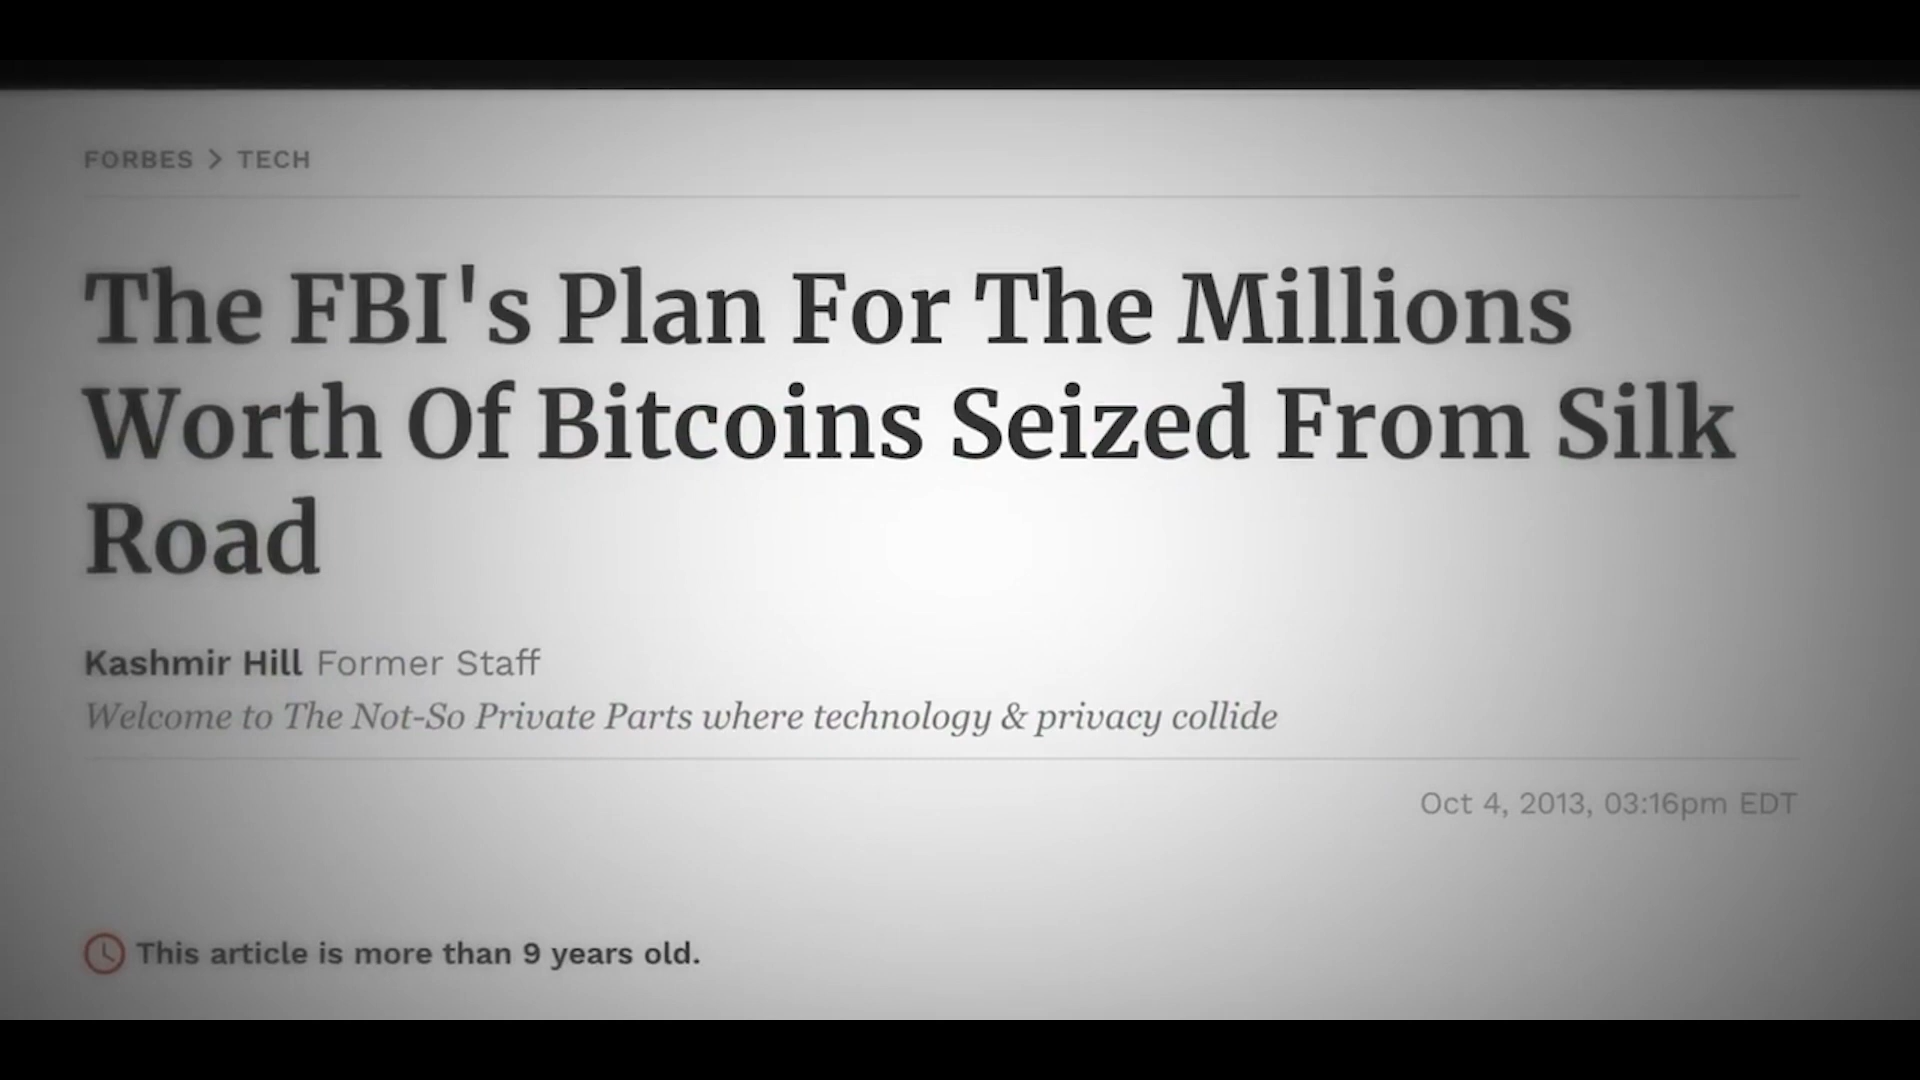 FORBES > TECH
The FBI's Plan For The Millions
Worth Of Bitcoins Seized From Silk
Road
Kashmir Hill Former Staff
Welcome to The Not-So Private Parts where technology & privacy collide
Oct 4, 2013, 03:16pm EDT
This article is more than 9 years old.